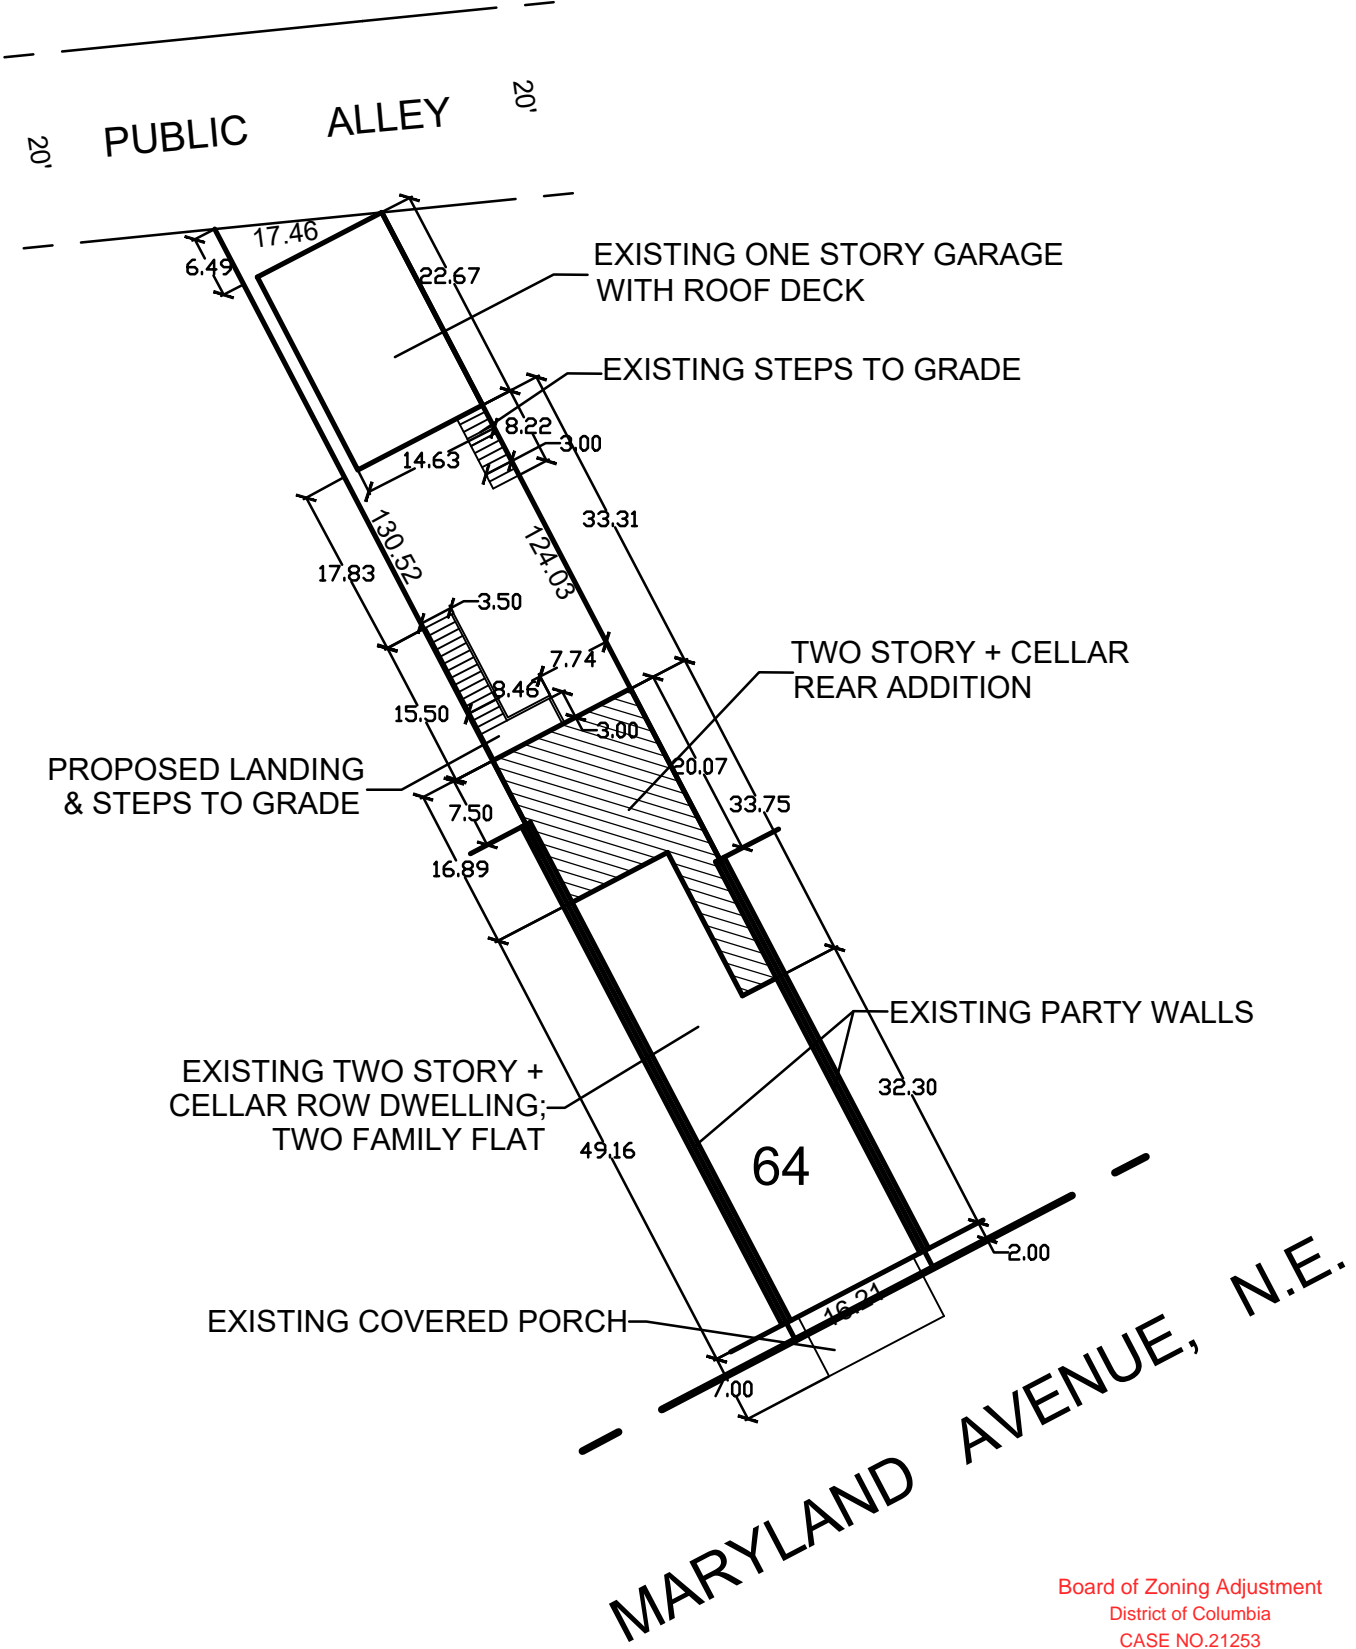 PUBLIC ALLEY
20'
20'
17.46
6.49
22.67
EXISTING ONE STORY GARAGE
WITH ROOF DECK
EXISTING STEPS TO GRADE
8.22
3.00
14.63
33.31
130.52
124.03
17.83
3.50
7.74
8.46
TWO STORY + CELLAR
REAR ADDITION
15.50
3.00
PROPOSED LANDING
& STEPS TO GRADE
20.07
33.75
7.50
16.89
EXISTING PARTY WALLS
EXISTING TWO STORY +
CELLAR ROW DWELLING;
TWO FAMILY FLAT
32.30
49.16
64
2.00
EXISTING COVERED PORCH
16.21
7.00
MARYLAND AVENUE, N.E.
Board of Zoning Adjustment
District of Columbia
CASE NO.21253